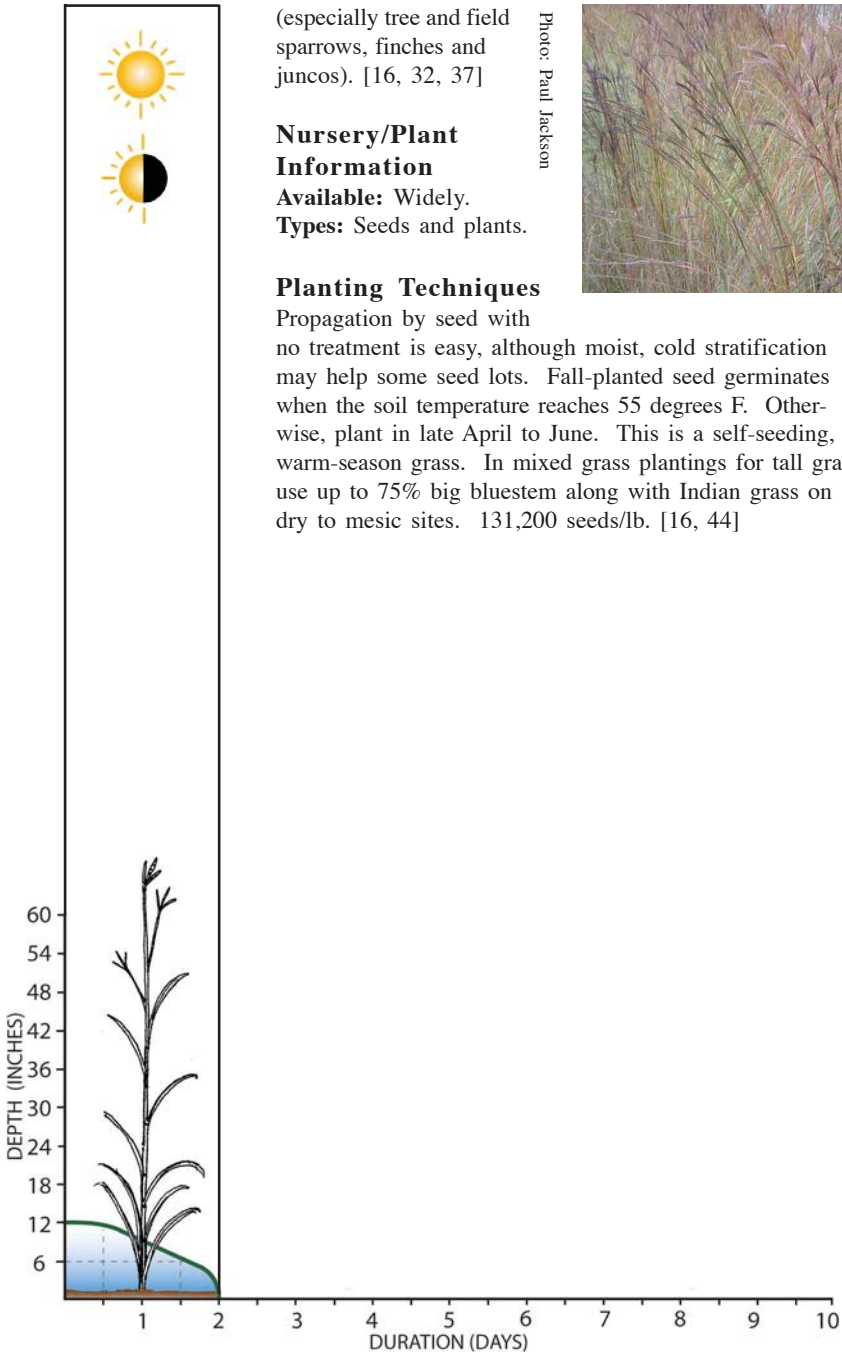 (especially tree and field
sparrows, finches and
juncos). [16, 32, 37]
Photo: Paul Jackson
Nursery/Plant
Information
Available: Widely.
Types: Seeds and plants.
Planting Techniques
Propagation by seed with
no treatment is easy, although moist, cold stratification
may help some seed lots. Fall-planted seed germinates
when the soil temperature reaches 55 degrees F. Other-
wise, plant in late April to June. This is a self-seeding,
warm-season grass. In mixed grass plantings for tall gra
use up to 75% big bluestem along with Indian grass on
dry to mesic sites. 131,200 seeds/lb. [16, 44]
DEPTH (INCHES)
60
54
48
42
36
30
24
18
12
6
1 2 3 4 5 6 7 8 9 10
DURATION (DAYS)